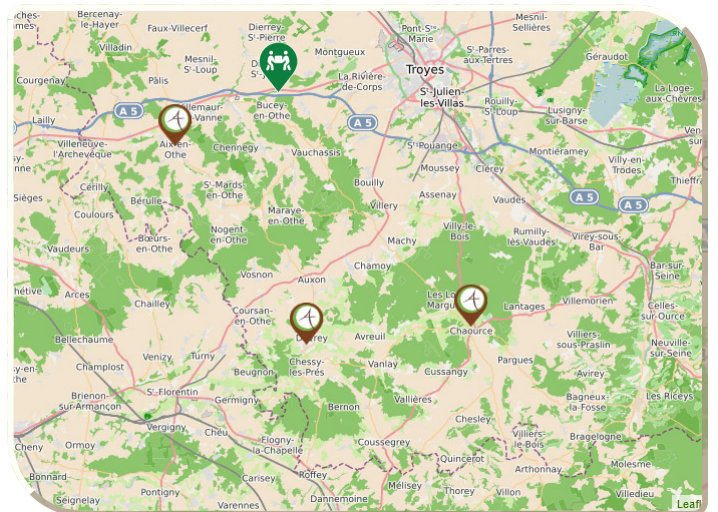 Bercenay-
le-Hayer
Dierrey-
Sᵗ-Pierre
Pont-Sᵗᵉ-
Marie
Mesnil-
Sellières
Faux-Villecerf
Villadin
Montgueux
Sᵗ-Parres-
aux-Tertres
Géraudot
Mesnil-
Sᵗ-Loup
Courgenay
Pâlis
La Rivière-
de-Corps
Troyes
Sᵗ-Julien-
les-Villas
La Loge-
aux-Chèvres
A 5
Bucey-
en-Othe
Rouilly-
Sᵗ-Loup
Lusigny-
sur-Barse
Lailly
A 5
Villeneuve-
l'Archevêque
Aix-en-
Othe
Chennegy
Vauchassis
Sᵗ-Pouange
Montiéramey
Moussey
Clérey
Villy-en-
Trodes
Cérilly
Sᵗ-Mards-
en-Othe
Bouilly
Assenay
Vaudes
A 5
A 5
Sièges
Bérulle
Coulours
Maraye-
en-Othe
Villery
Villy-le-
Bois
Rumilly-
lès-Vaudes
Virey-sous-
Bar
Bœurs-
en-Othe
Nogent-
en-Othe
Machy
Vaudeurs
Vosnon
Auxon
Chamoy
Bar-sur-
Seine
Arces
Chailley
Coursan-
en-Othe
Lantages
Villemorien
Celles-
sur-Ource
Bellechaume
Avreuil
Chaource
Villiers-
sous-Praslin
Neuville-
sur-Seine
Venizy
Turny
Champlost
Beugnon
Chessy-
les-Prés
Vanlay
Cussangy
Pargues
Avirey
Brienon-
sur-Armançon
Sᵗ-Florentin
Germigny
Bernon
Vallières
Bagneux-
la-Fosse
Les Riceys
Vergigny
Chéu
Chesley
Villiers-
le-Bois
Bragelogne
Cheny
Ormoy
Flogny-
la-Chapelle
Coussegrey
Quincerot
Arthonnay
Molesme
Bonnard
Carisey
Roffey
Mélisey
Thorey
Villon
Villedieu
Seignelay
Pontigny
Varennes
Dannemoine
Leafl